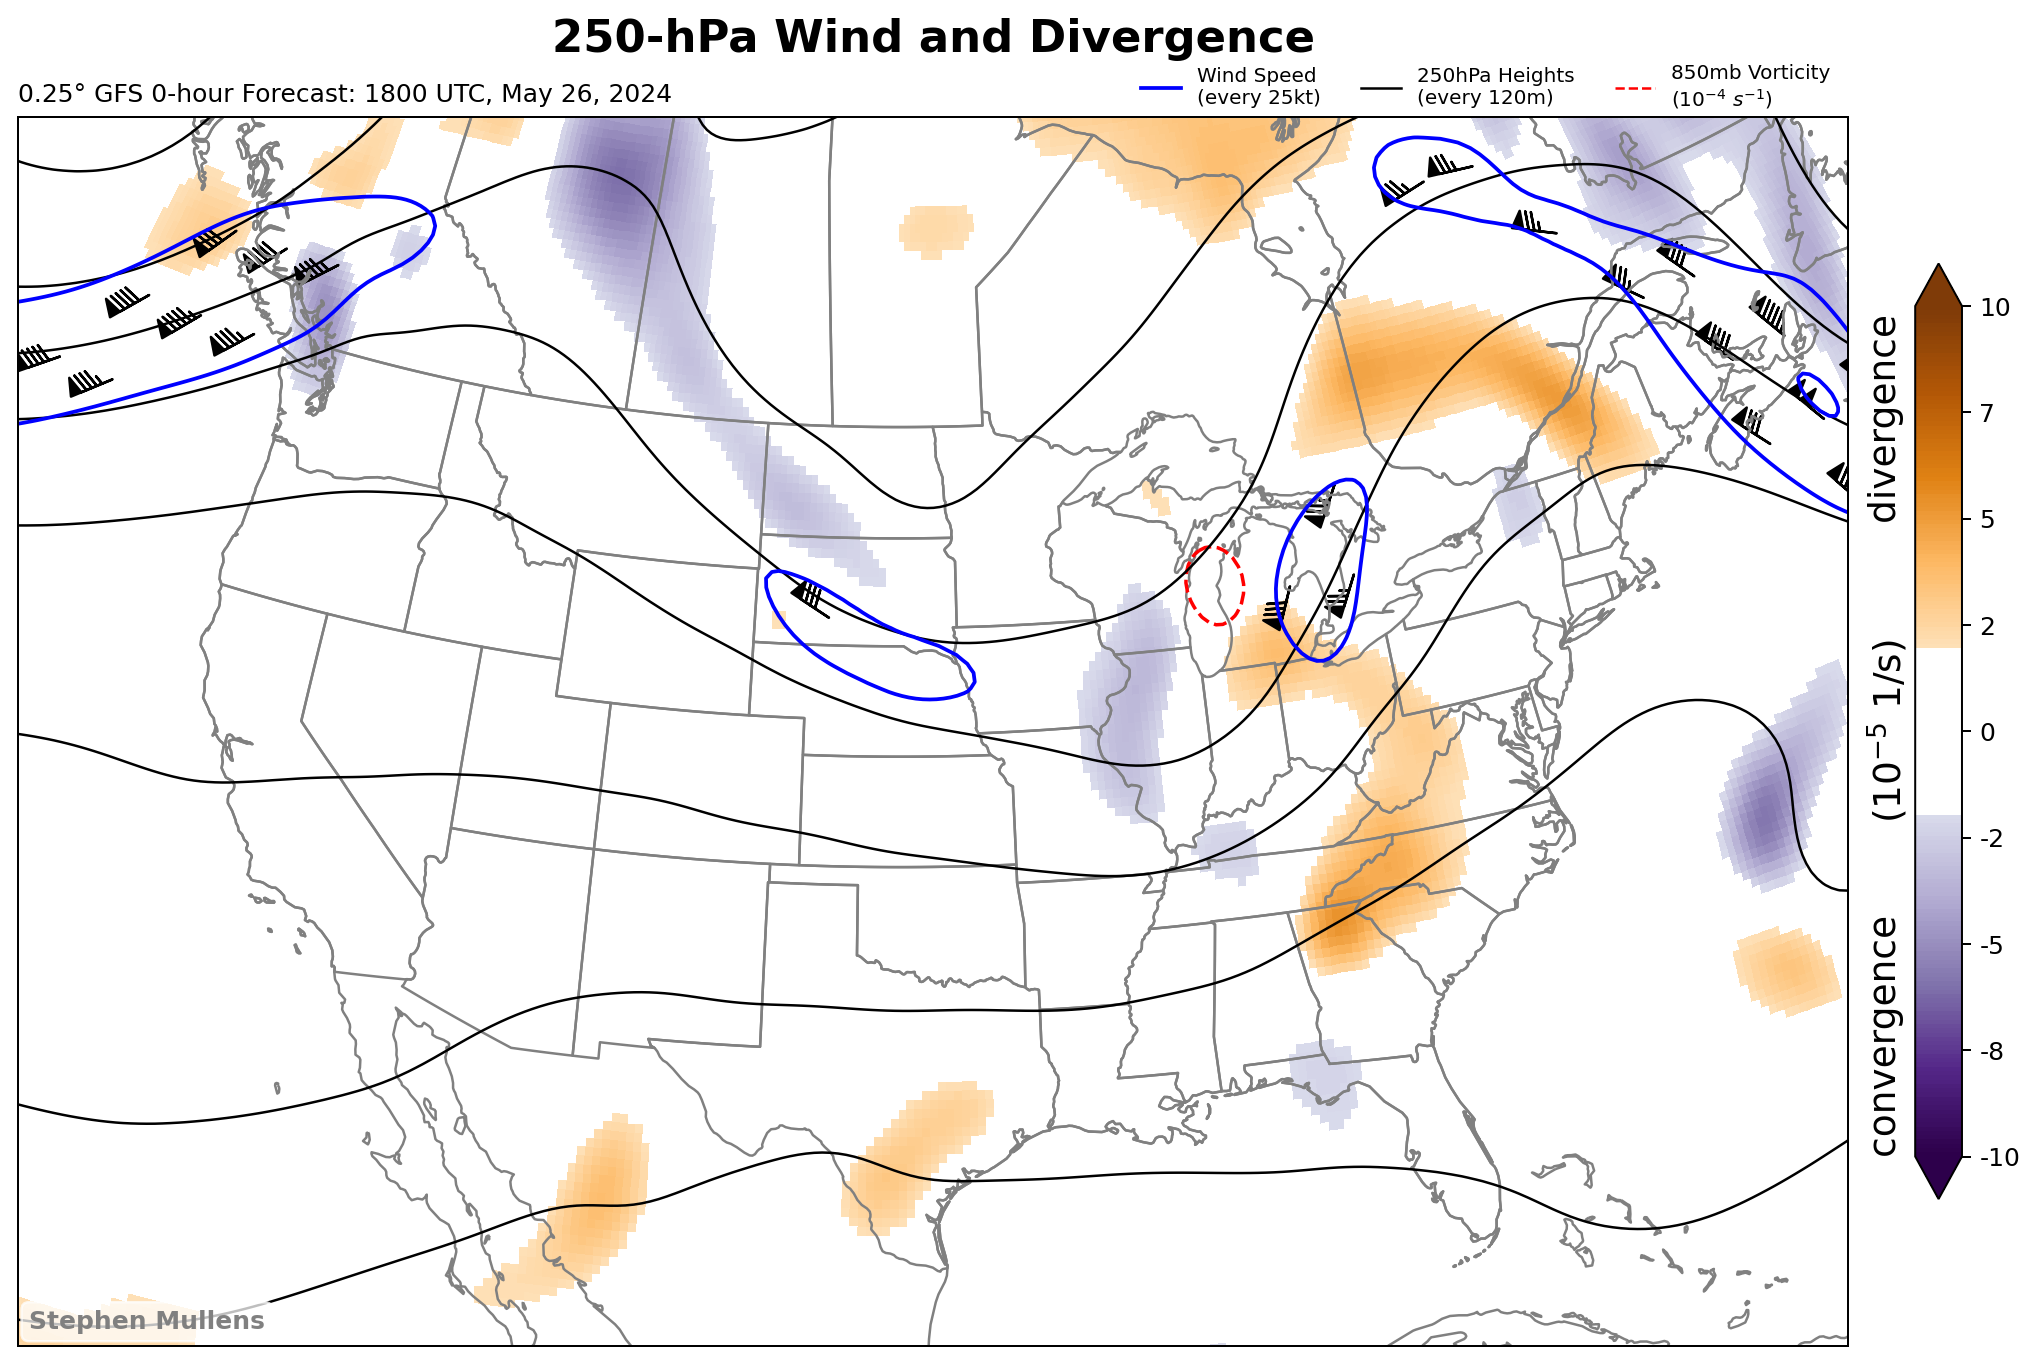 250-hPa Wind and Divergence
0.25° GFS 0-hour Forecast: 1800 UTC, May 26, 2024
Wind Speed
(every 25kt)
250hPa Heights
(every 120m)
850mb Vorticity
(10⁻⁴ s⁻¹)
10
7
5
2
0
-2
-5
-8
-10
convergence (10⁻⁵ 1/s) divergence
Stephen Mullens